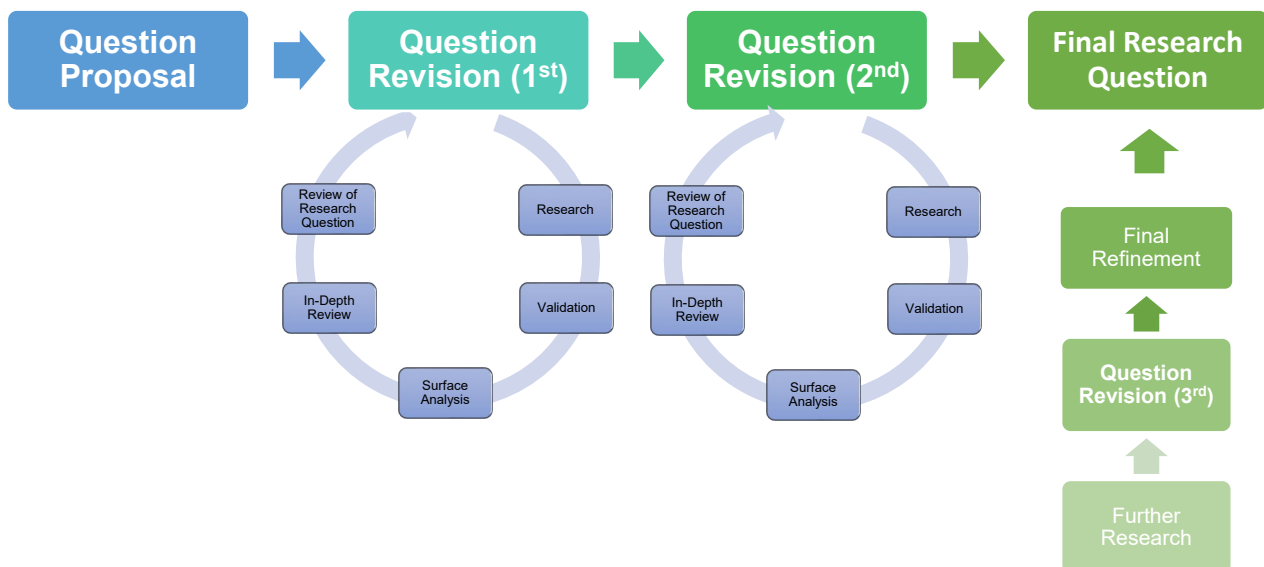 Question
Proposal
Question
Revision (1st)
Question
Revision (2nd)
Final Research
Question
Review of
Research
Question
Research
In-Depth
Review
Validation
Surface
Analysis
Review of
Research
Question
Research
In-Depth
Review
Validation
Surface
Analysis
Final
Refinement
Question
Revision (3rd)
Further
Research